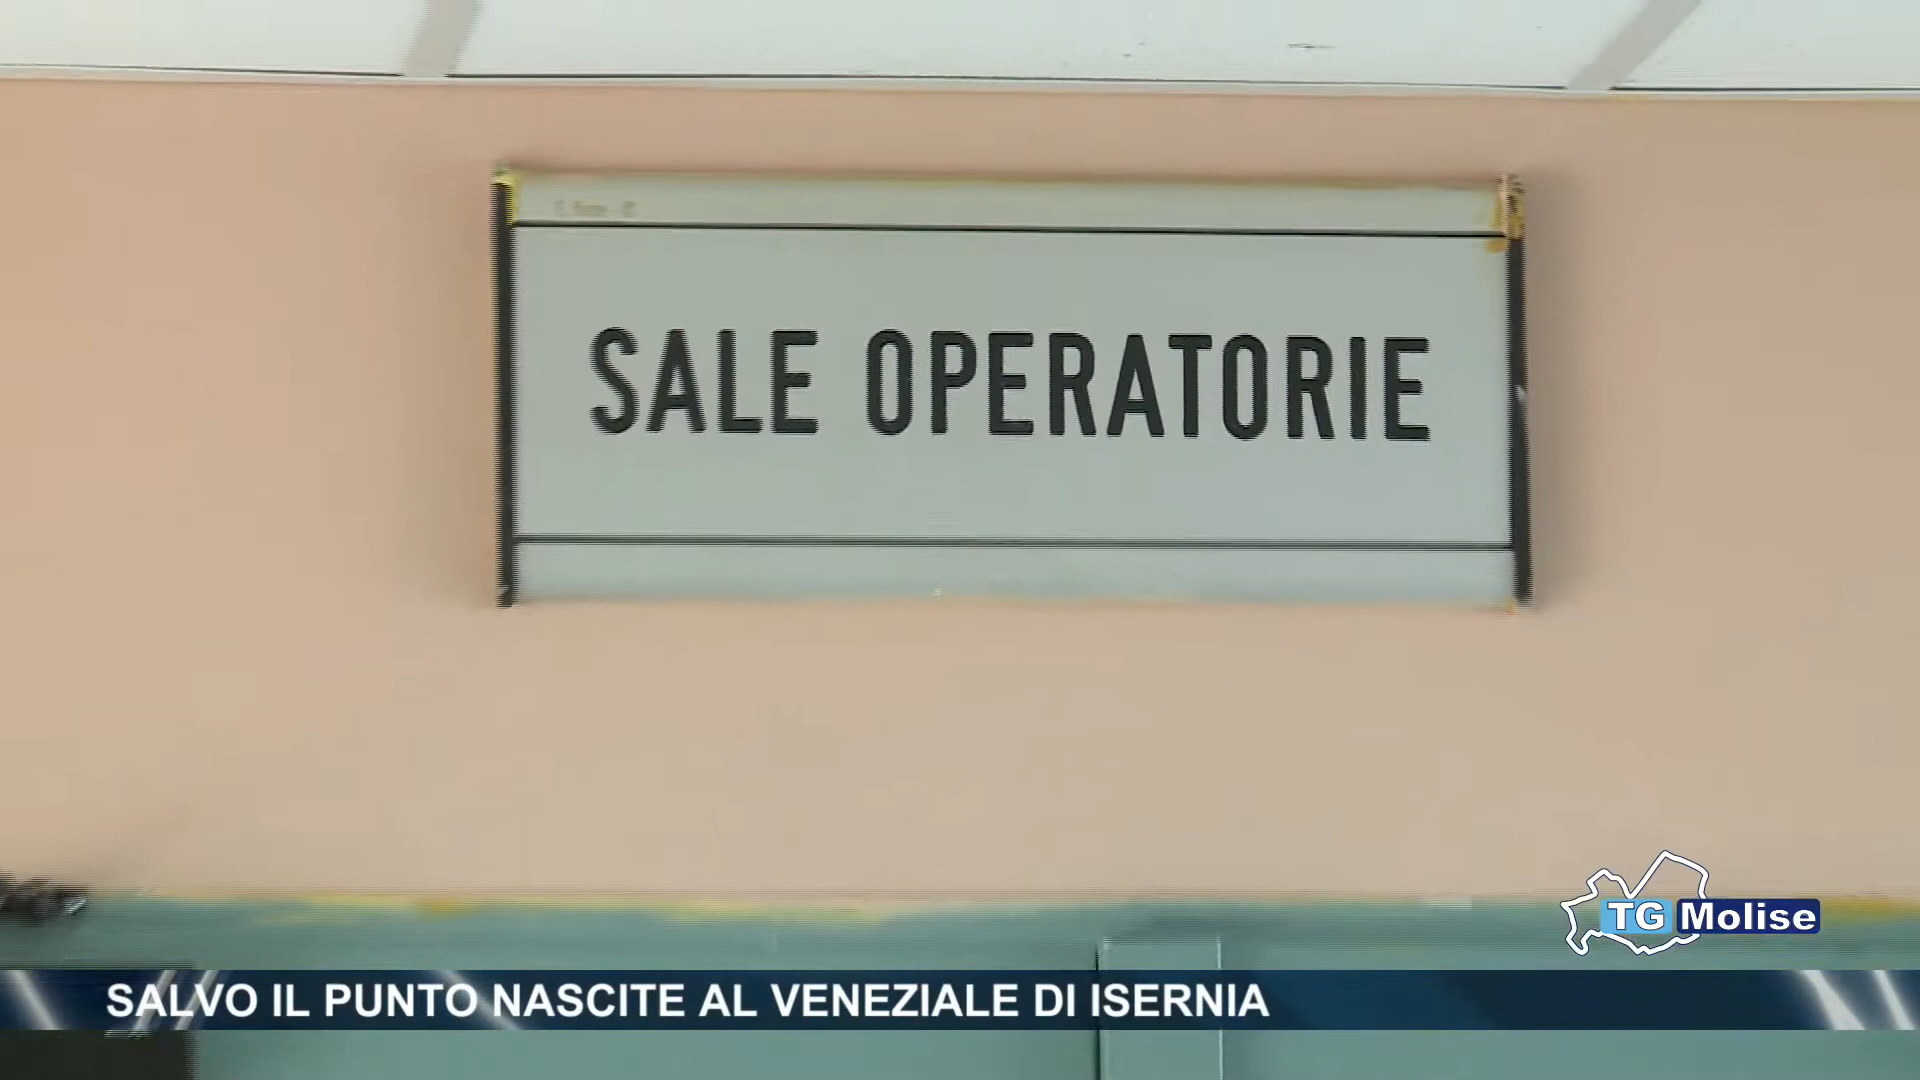 SALE OPERATORIE
TG Molise
SALVO IL PUNTO NASCITE AL VENEZIALE DI ISERNIA